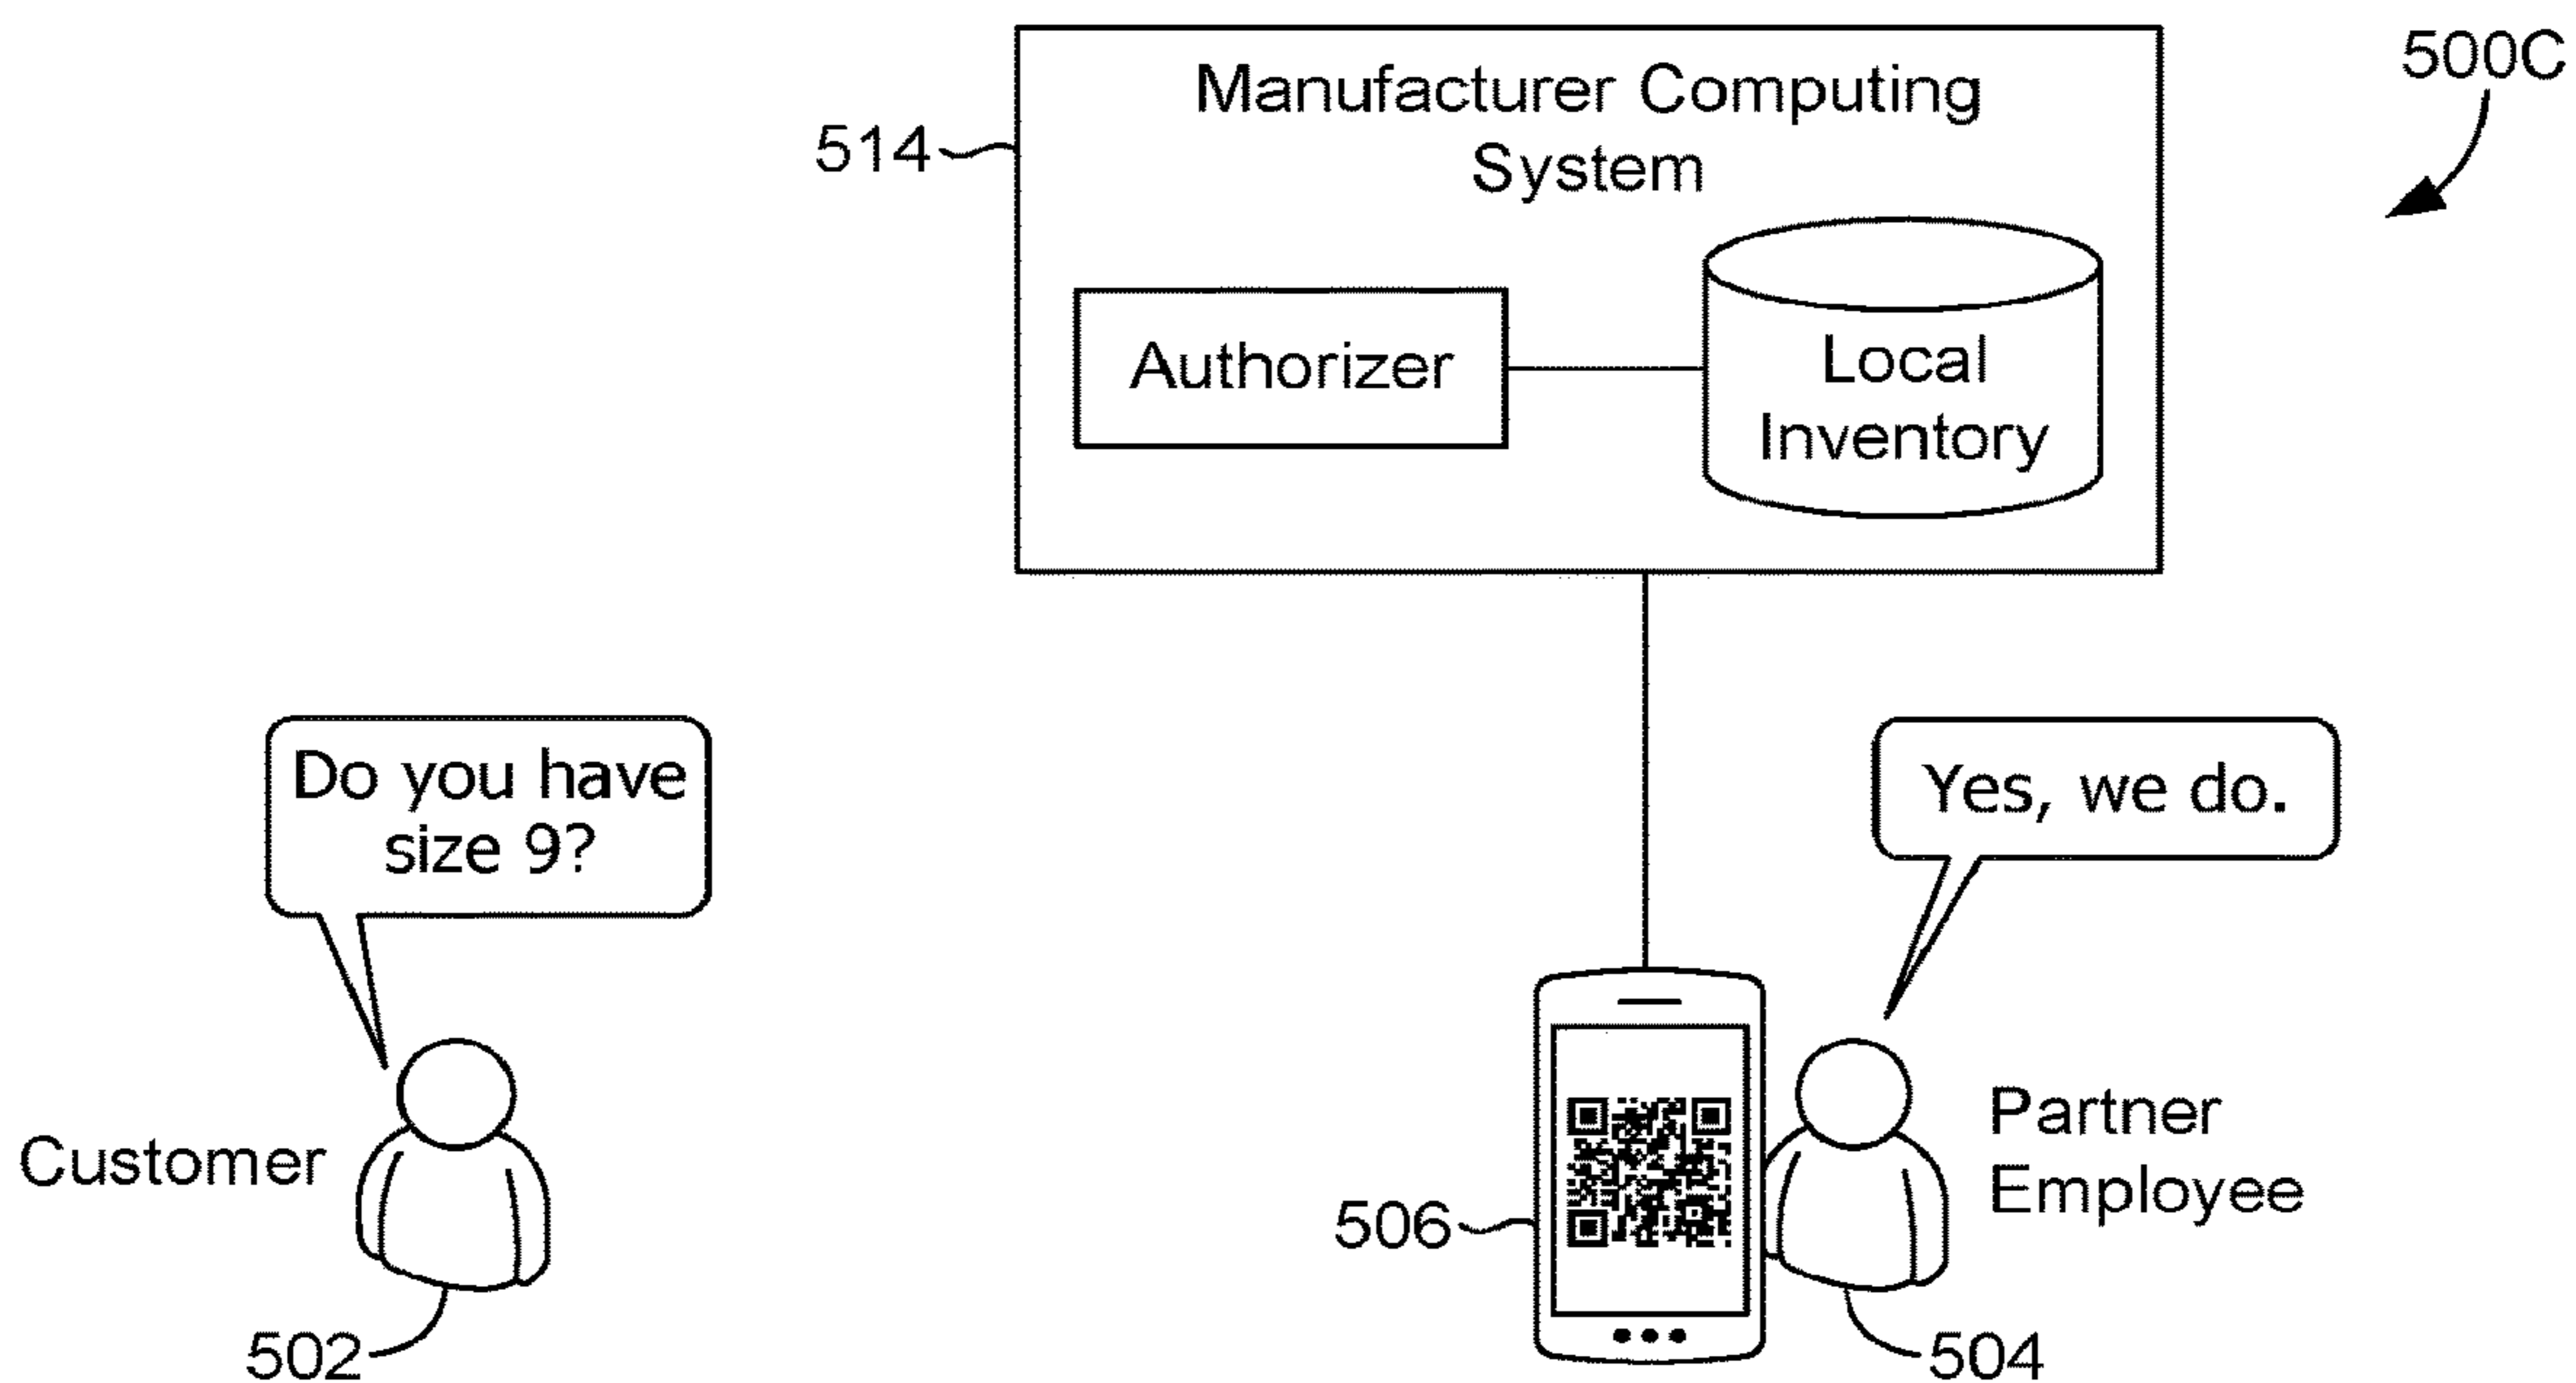 500C
Manufacturer Computing
System
514
Authorizer
Local
Inventory
Do you have
size 9?
Yes, we do.
Customer
Partner
Employee
506
502
504